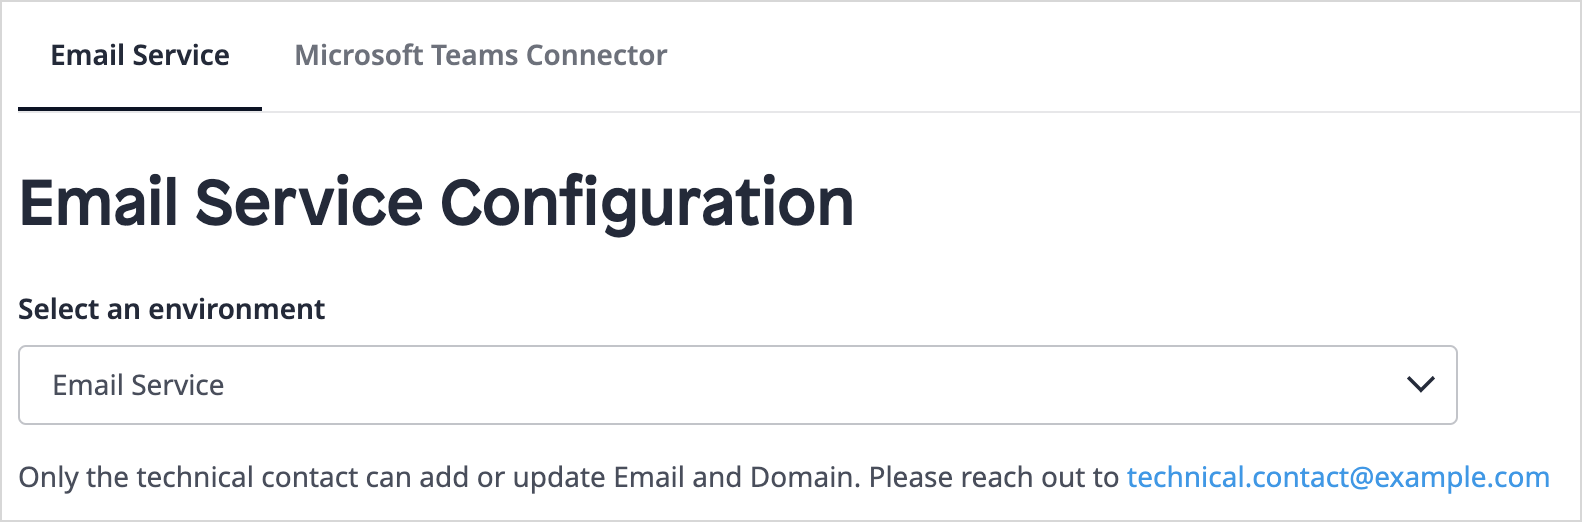 Email Service Microsoft Teams Connector
Email Service Configuration
Select an environment
Email Service
Only the technical contact can add or update Email and Domain. Please reach out to technical.contact@example.com